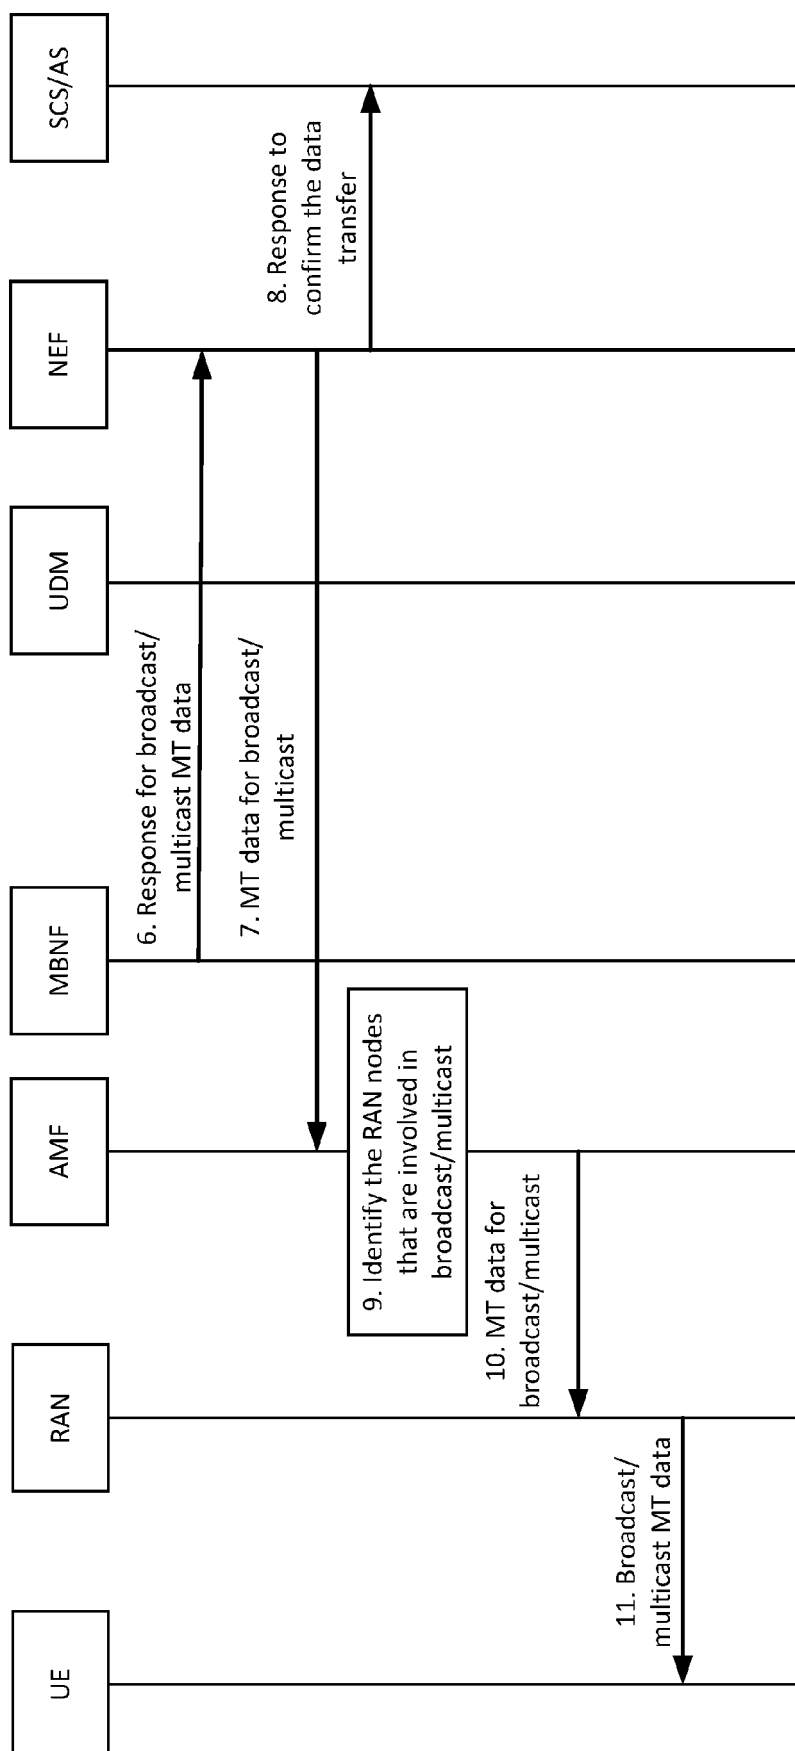 UE
RAN
AMF
MBNF
UDM
NEF
SCS/AS
6. Response for broadcast/
multicast MT data
7. MT data for broadcast/
multicast
8. Response to
confirm the data
transfer
9. Identify the RAN nodes
that are involved in
broadcast/multicast
10. MT data for
broadcast/multicast
11. Broadcast/
multicast MT data